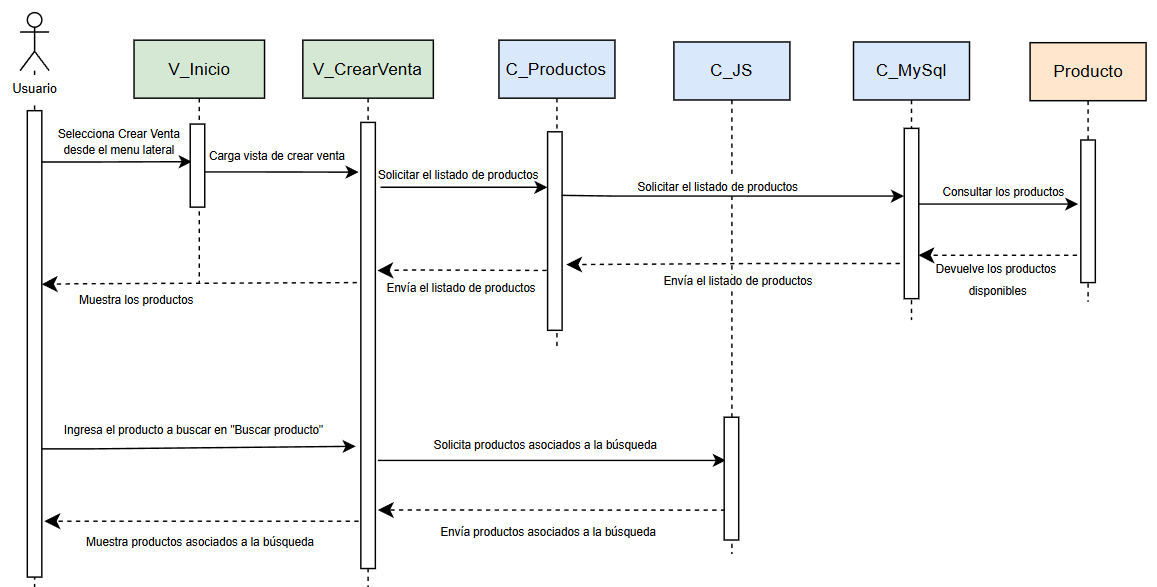 Usuario
V_Inicio
V_CrearVenta
C_Productos
C_JS
C_MySql
Producto
Selecciona Crear Venta
desde el menu lateral
Carga vista de crear venta
Solicitar el listado de productos
Solicitar el listado de productos
Consultar los productos
Devuelve los productos
disponibles
Envía el listado de productos
Envía el listado de productos
Muestra los productos
Ingresa el producto a buscar en "Buscar producto"
Solicita productos asociados a la búsqueda
Envía productos asociados a la búsqueda
Muestra productos asociados a la búsqueda